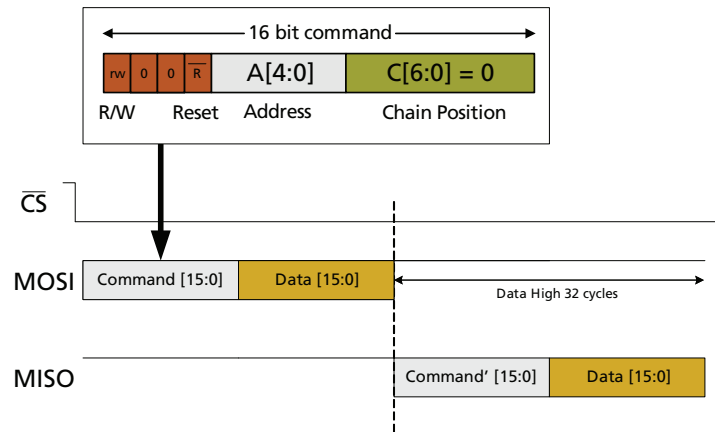 16 bit command
rw 0 0 R̅ A[4:0] C[6:0] = 0
R/W Reset Address Chain Position
C̅S̅
MOSI Command [15:0] Data [15:0] Data High 32 cycles
MISO Command' [15:0] Data [15:0]